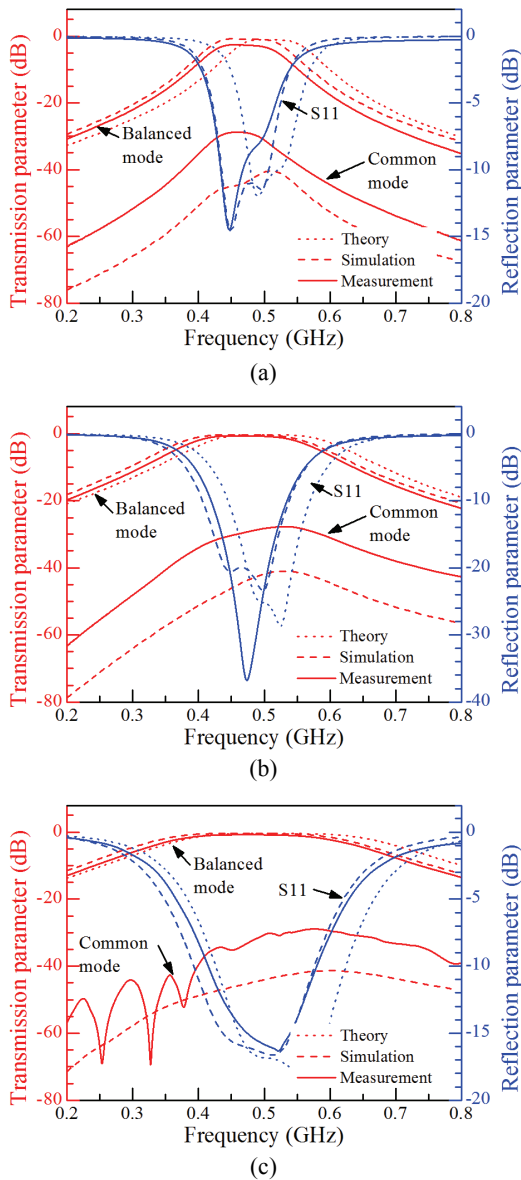 Transmission parameter (dB)
0
-20
-40
-60
-80
Balanced
mode
S11
Common
mode
Theory
Simulation
Measurement
0
-5
-10
-15
-20
Reflection parameter (dB)
0.2 0.3 0.4 0.5 0.6 0.7 0.8
Frequency (GHz)
(a)
Transmission parameter (dB)
0
-20
-40
-60
-80
Balanced
mode
S11
Common
mode
Theory
Simulation
Measurement
0
-10
-20
-30
-40
Reflection parameter (dB)
0.2 0.3 0.4 0.5 0.6 0.7 0.8
Frequency (GHz)
(b)
Transmission parameter (dB)
0
-20
-40
-60
-80
Balanced
mode
S11
Common
mode
Theory
Simulation
Measurement
0
-5
-10
-15
-20
Reflection parameter (dB)
0.2 0.3 0.4 0.5 0.6 0.7 0.8
Frequency (GHz)
(c)